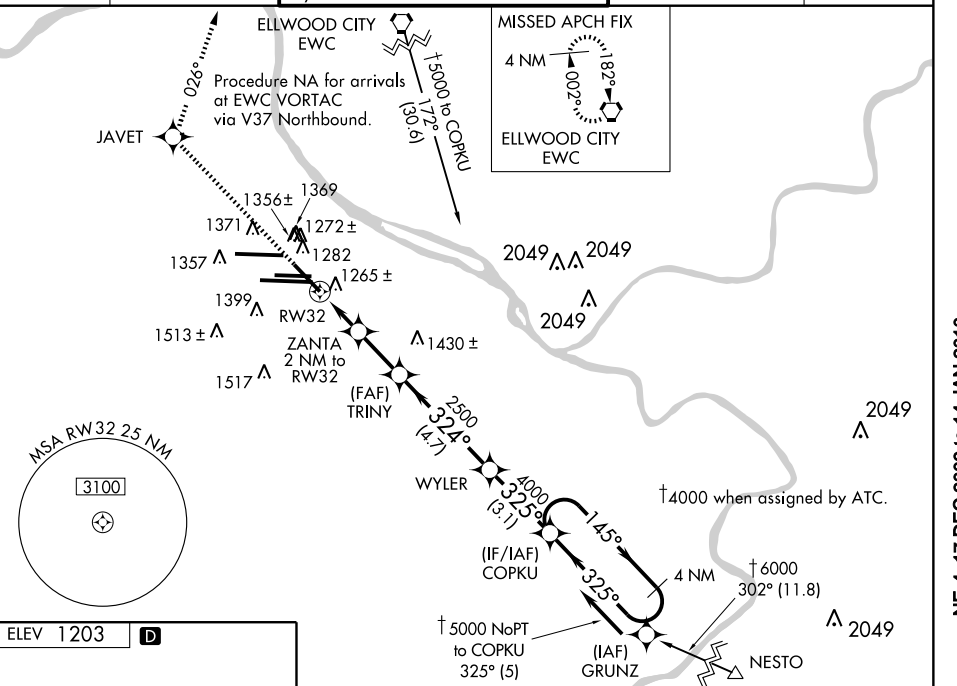 ELLWOOD CITY
EWC
026°
Procedure NA for arrivals
at EWC VORTAC
via V37 Northbound.
†5000 to COPKU
172°
(30.6)
MISSED APCH FIX
4 NM
002°
182°
ELLWOOD CITY
EWC
JAVET
1356±
1369
1371
1272±
1357
1282
1265±
1399
RW32
1513±
ZANTA
2 NM to
RW32
1430±
1517
(FAF)
TRINY
2049
2049
2049
2049
MSA RW32 25 NM
3100
2500
324°
(4.7)
WYLER
4000
325°
(3.1)
†4000 when assigned by ATC.
(IF/IAF)
COPKU
145°
4 NM
325°
†6000
302° (11.8)
†5000 NoPT
to COPKU
325° (5)
(IAF)
GRUNZ
NESTO
2049
ELEV 1203
D